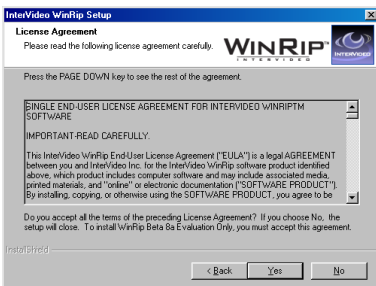 InterVideo WinRip Setup
License Agreement
Please read the following license agreement carefully.
WINRIP™
INTERVIDEO
INTERVIDEO
Press the PAGE DOWN key to see the rest of the agreement.
SINGLE END-USER LICENSE AGREEMENT FOR INTERVIDEO WINRIPTM
SOFTWARE
IMPORTANT-READ CAREFULLY.
This InterVideo WinRip End-User License Agreement ("EULA") is a legal AGREEMENT
between you and InterVideo Inc. for the InterVideo WinRip software product identified
above, which product includes computer software and may include associated media,
printed materials, and "online" or electronic documentation ("SOFTWARE PRODUCT").
By installing, copying, or otherwise using the SOFTWARE PRODUCT, you agree to be
Do you accept all the terms of the preceding License Agreement? If you choose No, the
setup will close. To install WinRip Beta 8a Evaluation Only, you must accept this agreement.
InstallShield
< Back
Yes
No